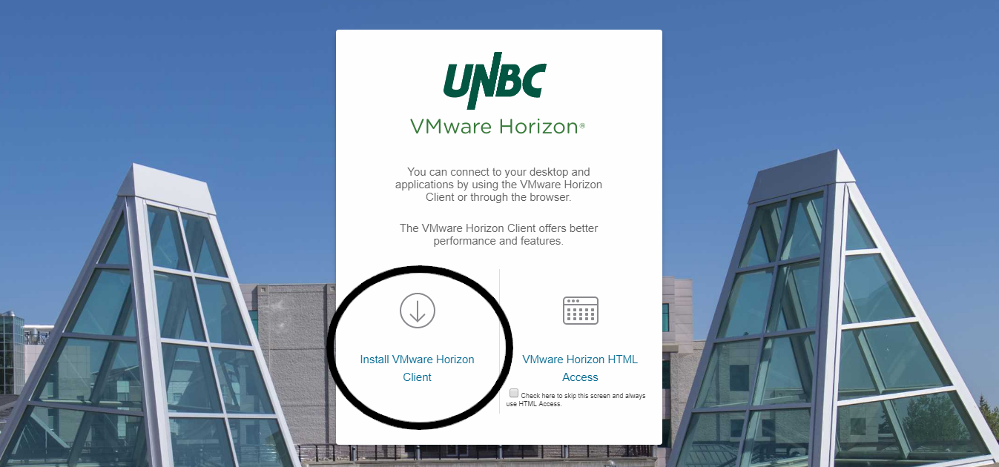 UNBC
VMware Horizon®
You can connect to your desktop and
applications by using the VMware Horizon
Client or through the browser.
The VMware Horizon Client offers better
performance and features.
Install VMware Horizon
Client
VMware Horizon HTML
Access
Check here to skip this screen and always
use HTML Access.